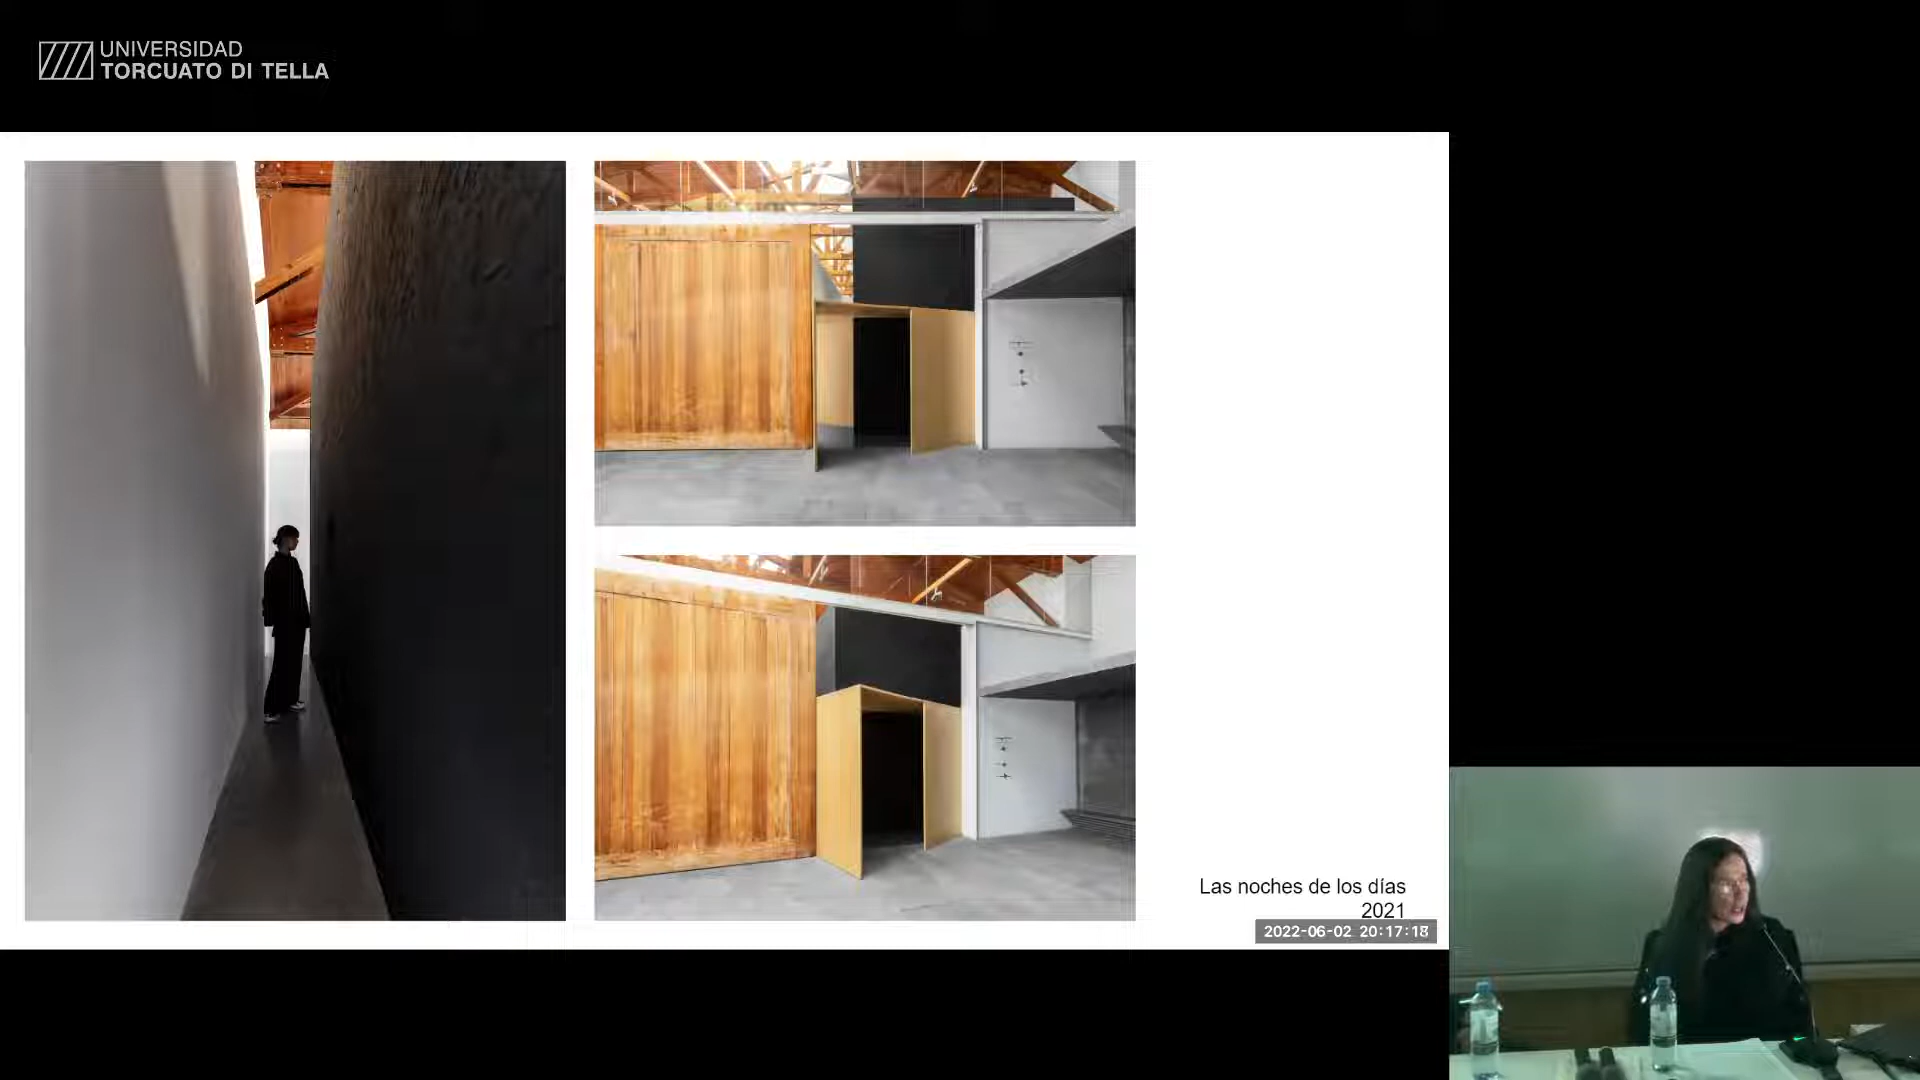 UNIVERSIDAD
TORCUATO DI TELLA
Las noches de los días
2021
2022-06-02 20:17:18